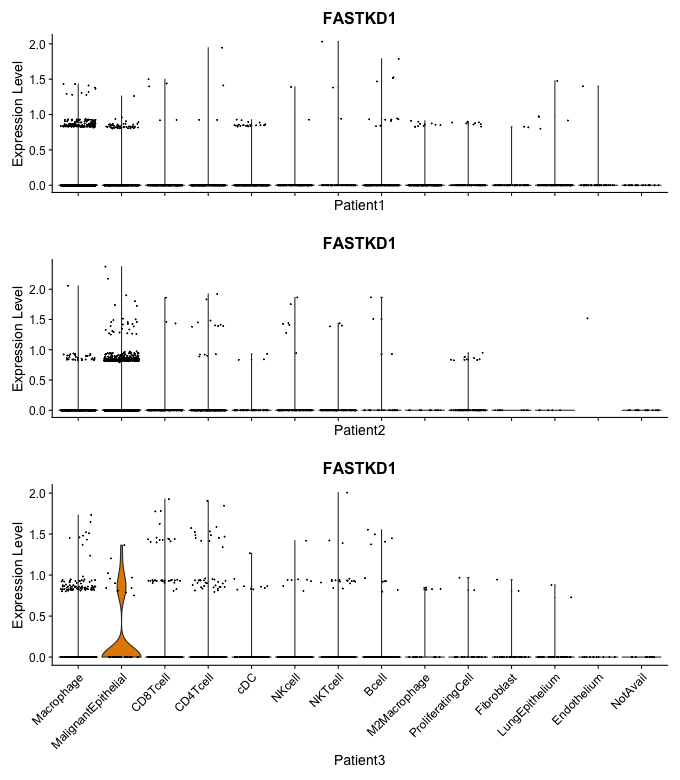 FASTKD1
Expression Level
2.0
1.5
1.0
0.5
0.0
Patient1
FASTKD1
Expression Level
2.0
1.5
1.0
0.5
0.0
Patient2
FASTKD1
Expression Level
2.0
1.5
1.0
0.5
0.0
Macrophage
MalignantEpithelial
CD8Tcell
CD4Tcell
cDC
NKcell
NKTcell
Bcell
M2Macrophage
ProliferatingCell
Fibroblast
LungEpithelium
Endothelium
NotAvail
Patient3